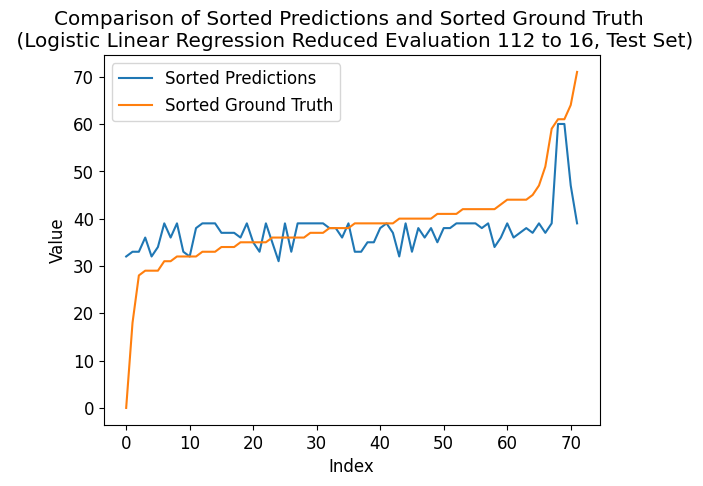 Comparison of Sorted Predictions and Sorted Ground Truth
(Logistic Linear Regression Reduced Evaluation 112 to 16, Test Set)
Sorted Predictions
Sorted Ground Truth
Value
70
60
50
40
30
20
10
0
0 10 20 30 40 50 60 70
Index